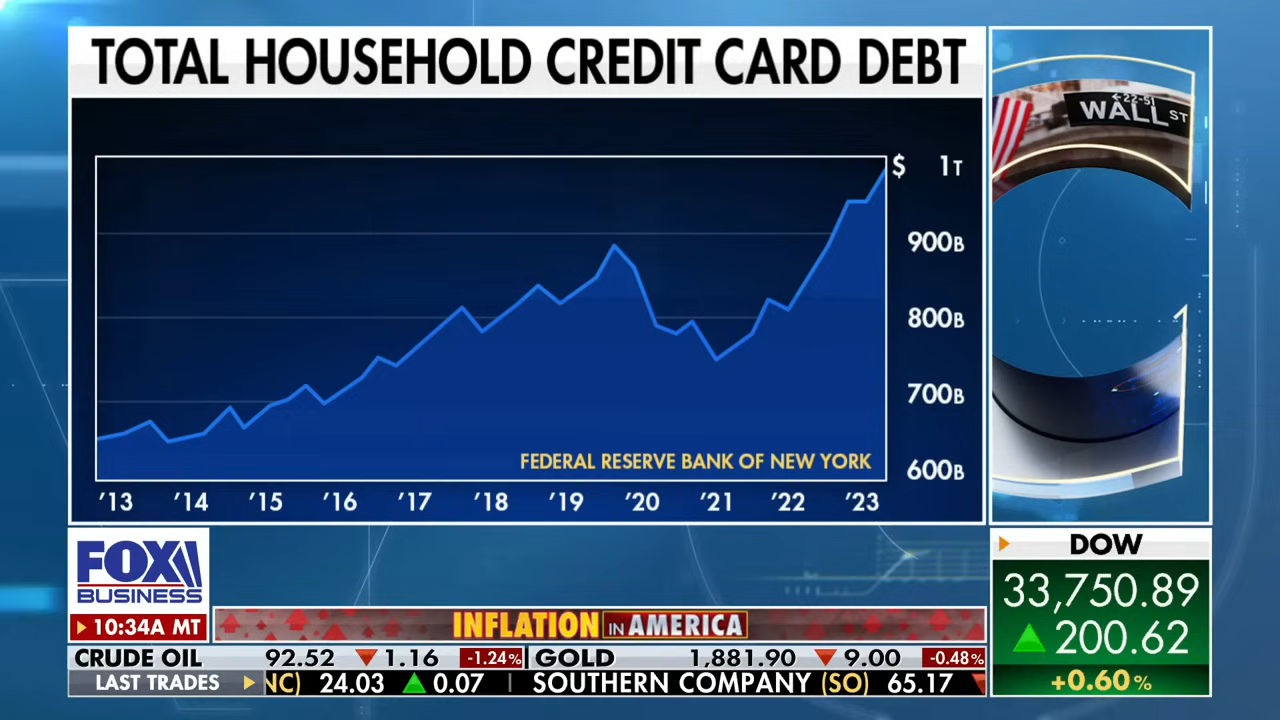 TOTAL HOUSEHOLD CREDIT CARD DEBT
$ 1T
900B
800B
700B
600B
FEDERAL RESERVE BANK OF NEW YORK
'13 '14 '15 '16 '17 '18 '19 '20 '21 '22 '23
←22-51
WALL ST
FOX
BUSINESS
10:34A MT
INFLATION IN AMERICA
DOW
33,750.89
200.62
+0.60%
CRUDE OIL 92.52 1.16 -1.24% GOLD 1,881.90 9.00 -0.48%
LAST TRADES NC) 24.03 0.07 | SOUTHERN COMPANY (SO) 65.17